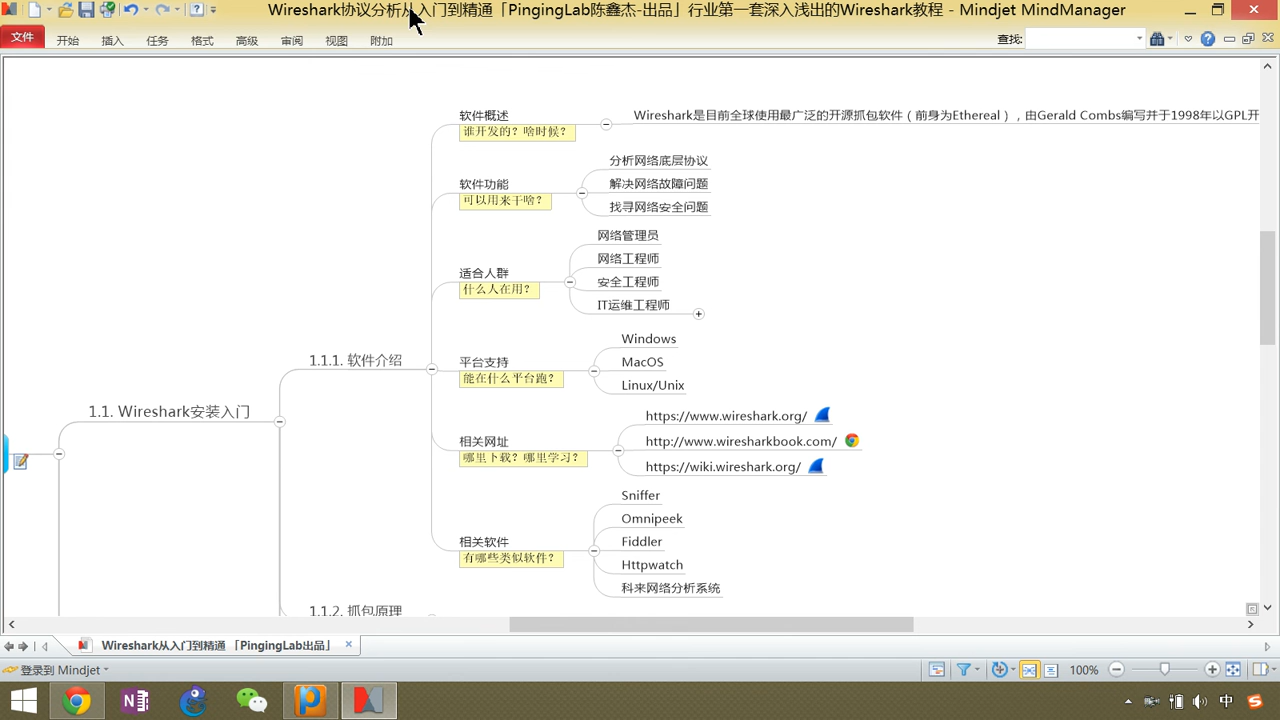 Wireshark协议分析从入门到精通「PingingLab陈鑫杰-出品」行业第一套深入浅出的Wireshark教程 - Mindjet MindManager
文件
开始
插入
任务
格式
高级
审阅
视图
附加
查找:
软件概述
谁开发的？啥时候？
Wireshark是目前全球使用最广泛的开源抓包软件（前身为Ethereal），由Gerald Combs编写并于1998年以GPL开
软件功能
可以用来干啥？
分析网络底层协议
解决网络故障问题
找寻网络安全问题
适合人群
什么人在用？
网络管理员
网络工程师
安全工程师
IT运维工程师
1.1.1. 软件介绍
平台支持
能在什么平台跑？
Windows
MacOS
Linux/Unix
1.1. Wireshark安装入门
相关网址
哪里下载？哪里学习？
https://www.wireshark.org/
http://www.wiresharkbook.com/
https://wiki.wireshark.org/
相关软件
有哪些类似软件？
Sniffer
Omnipeek
Fiddler
Httpwatch
科来网络分析系统
1.1.2. 抓包原理
Wireshark从入门到精通 「PingingLab出品」
登录到 Mindjet
100%
中